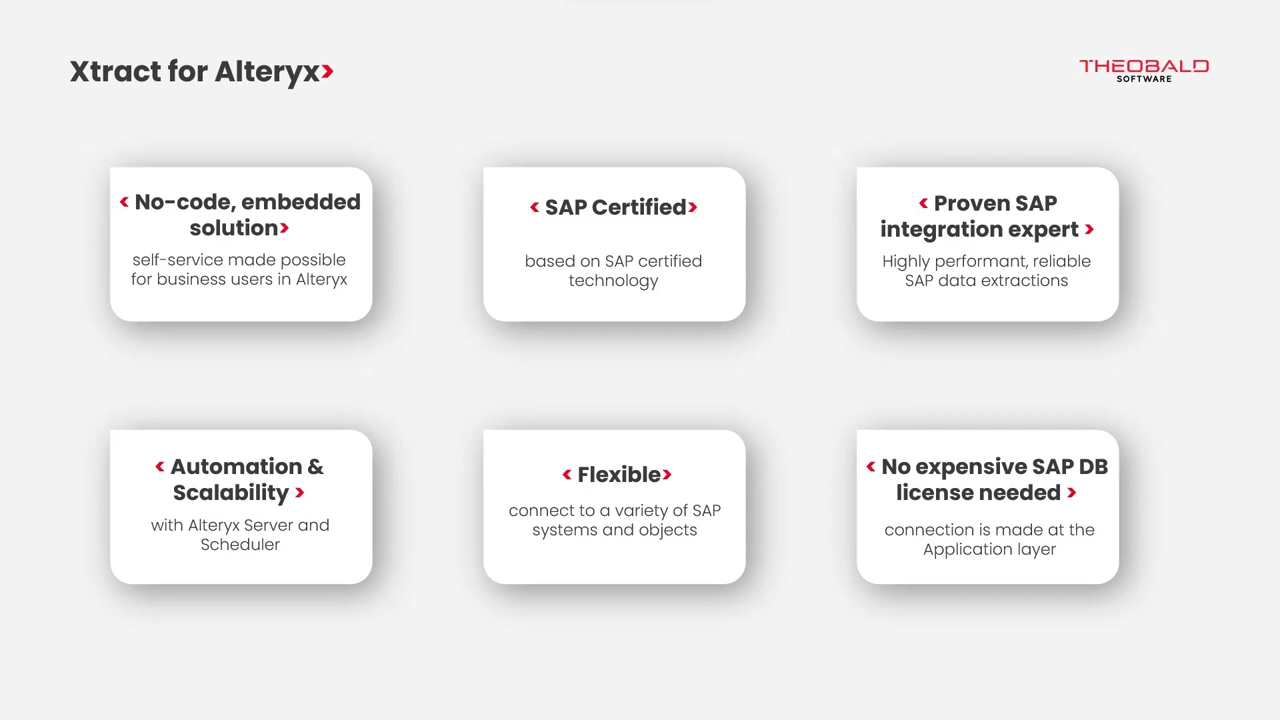 Xtract for Alteryx>
THEOBALD
SOFTWARE
< No-code, embedded
solution>
self-service made possible
for business users in Alteryx
< SAP Certified>
based on SAP certified
technology
< Proven SAP
integration expert >
Highly performant, reliable
SAP data extractions
< Automation &
Scalability >
with Alteryx Server and
Scheduler
< Flexible>
connect to a variety of SAP
systems and objects
< No expensive SAP DB
license needed >
connection is made at the
Application layer